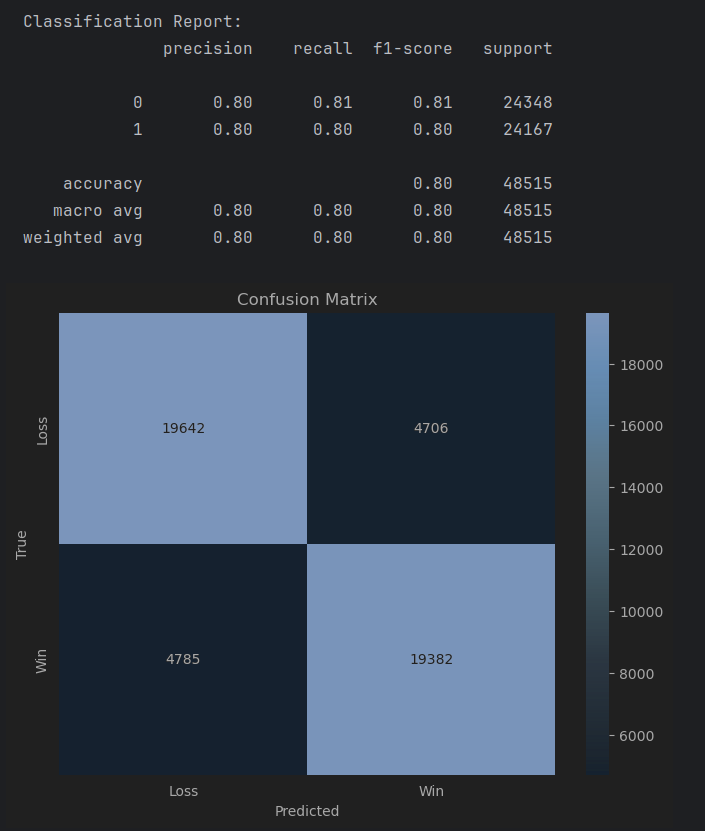 Classification Report:
precision recall f1-score support
0 0.80 0.81 0.81 24348
1 0.80 0.80 0.80 24167
accuracy 0.80 48515
macro avg 0.80 0.80 0.80 48515
weighted avg 0.80 0.80 0.80 48515
Confusion Matrix
True
Loss
19642 4706
Win
4785 19382
Loss Win
Predicted
18000
16000
14000
12000
10000
8000
6000